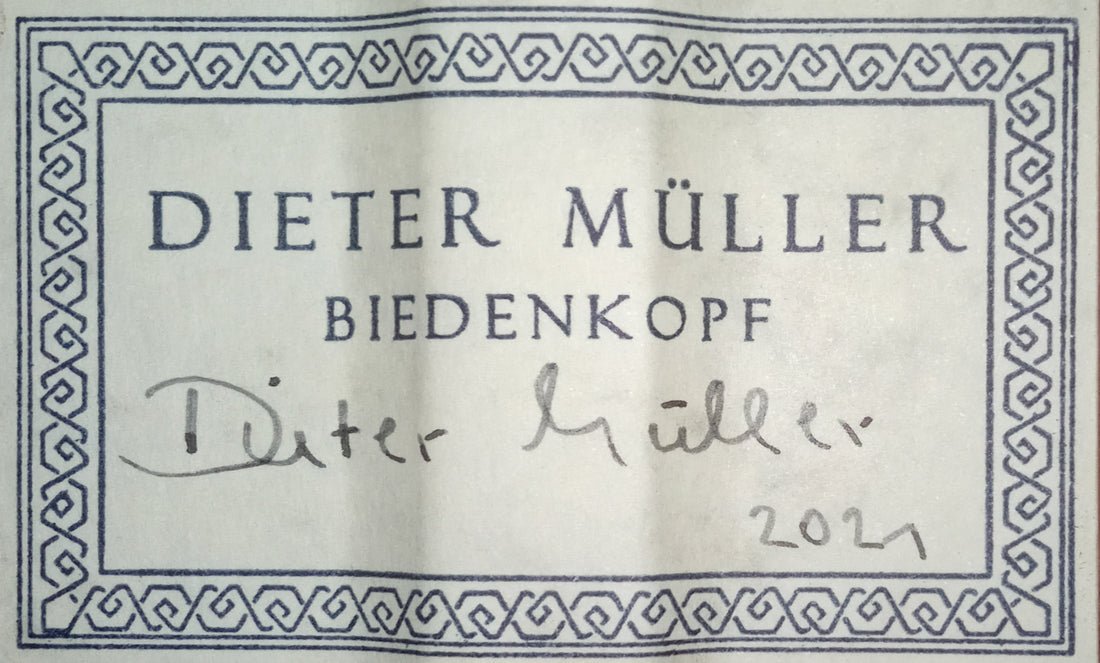 DIETER MÜLLER
BIEDENKOPF
Dieter Müller
2021